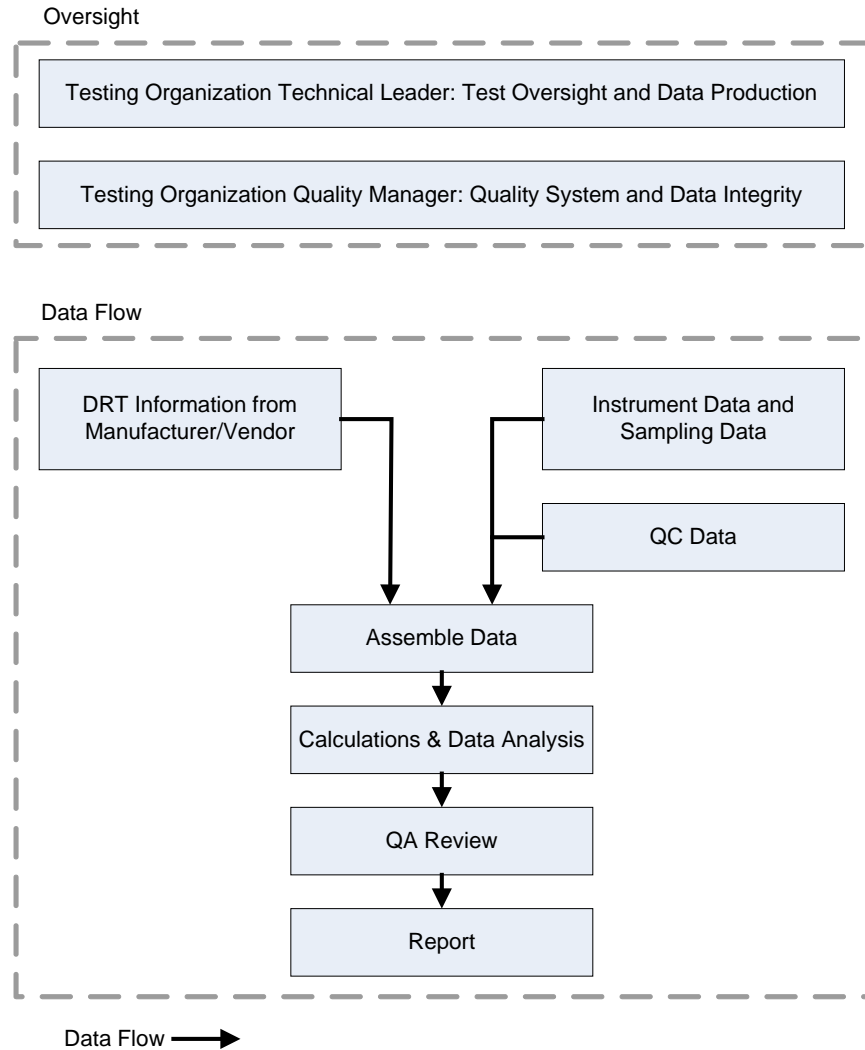 Oversight
Testing Organization Technical Leader: Test Oversight and Data Production
Testing Organization Quality Manager: Quality System and Data Integrity
Data Flow
DRT Information from
Manufacturer/Vendor
Instrument Data and
Sampling Data
QC Data
Assemble Data
Calculations & Data Analysis
QA Review
Report
Data Flow